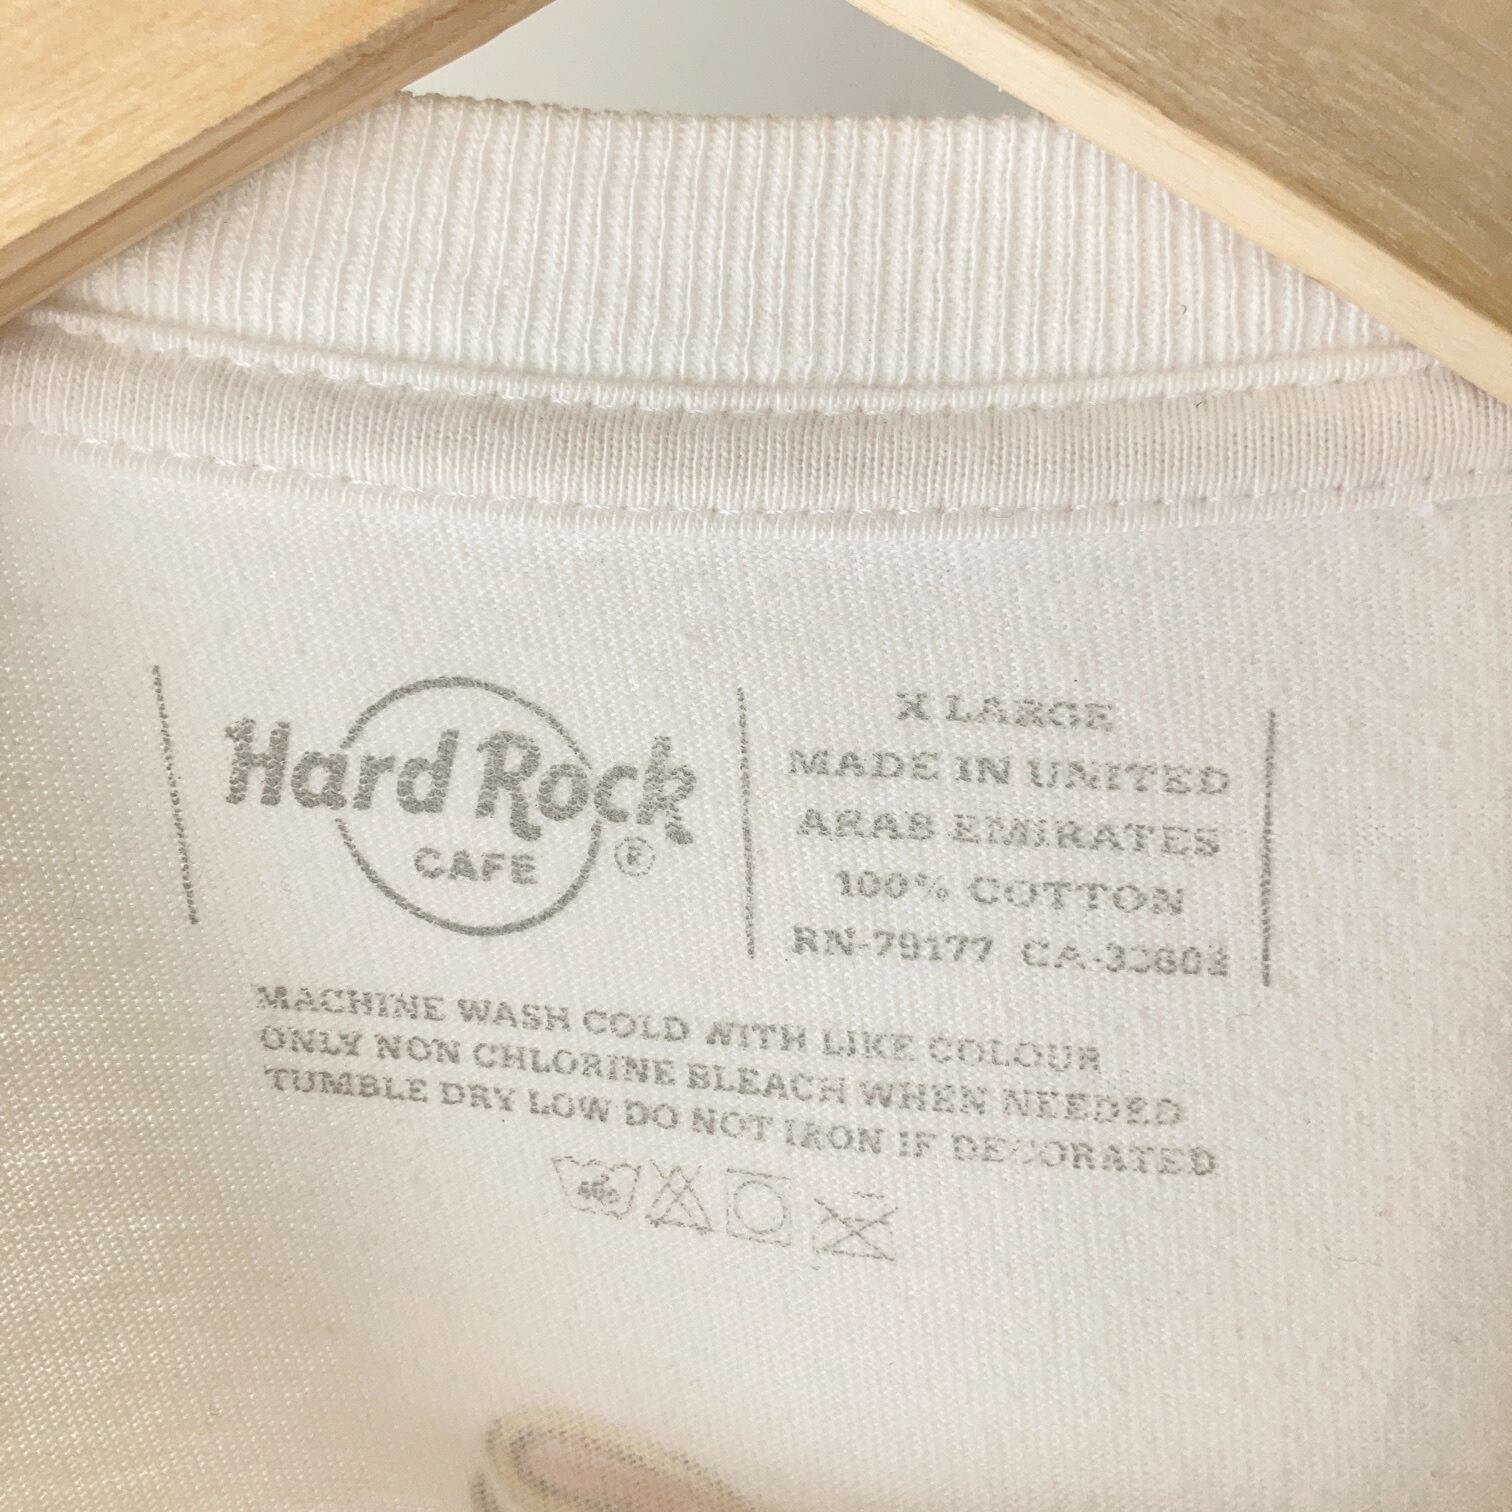 Hard Rock
CAFE
®
X LARGE
MADE IN UNITED
ARAB EMIRATES
100% COTTON
RN-79177
MACHINE WASH COLD WITH LIKE COLOUR
ONLY NON CHLORINE BLEACH WHEN NEEDED
TUMBLE DRY LOW DO NOT IRON IF DECORATED